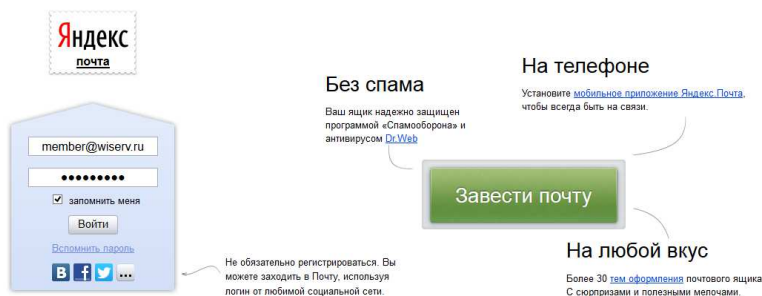 Яндекс
почта
member@wiserv.ru
запомнить меня
Войти
Вспомнить пароль
Не обязательно регистрироваться. Вы
можете заходить в Почту, используя
логин от любимой социальной сети.
Без спама
Ваш ящик надежно защищен
программой «Спамооборона» и
антивирусом Dr.Web
На телефоне
Установите мобильное приложение Яндекс.Почта,
чтобы всегда быть на связи.
Завести почту
На любой вкус
Более 30 тем оформления почтового ящика
С сюрпризами и полезными мелочами.